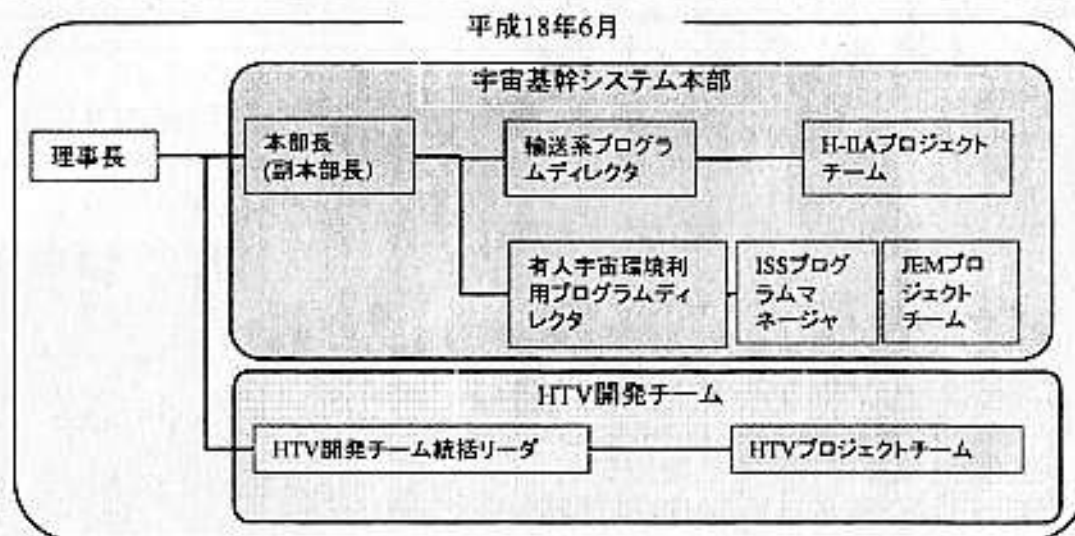 平成18年6月
宇宙基幹システム本部
理事長
本部長
(副本部長)
輸送系プログラ
ムディレクタ
H-IIAプロジェクト
チーム
有人宇宙環境利
用プログラムディ
レクタ
ISSプログ
ラムマ
ネージャ
JEMプロ
ジェクト
チーム
HTV開発チーム
HTV開発チーム統括リーダ
HTVプロジェクトチーム